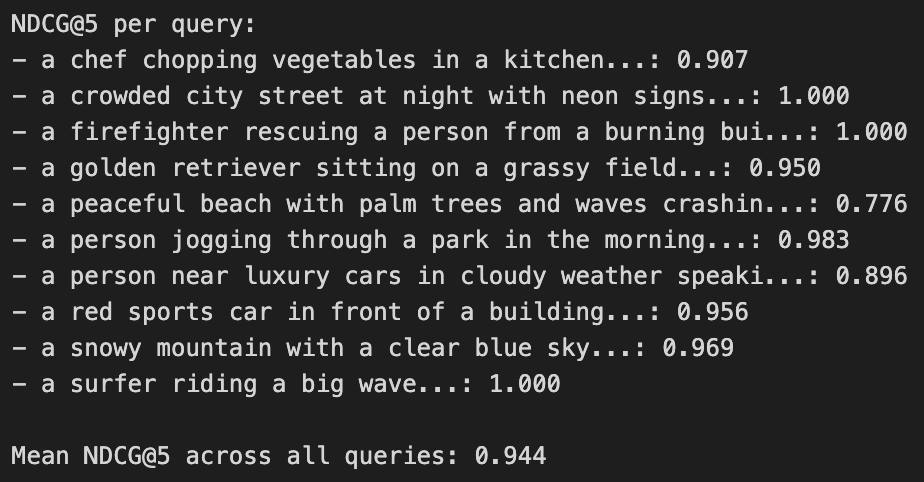 NDCG@5 per query:
- a chef chopping vegetables in a kitchen...: 0.907
- a crowded city street at night with neon signs...: 1.000
- a firefighter rescuing a person from a burning bui...: 1.000
- a golden retriever sitting on a grassy field...: 0.950
- a peaceful beach with palm trees and waves crashin...: 0.776
- a person jogging through a park in the morning...: 0.983
- a person near luxury cars in cloudy weather speaki...: 0.896
- a red sports car in front of a building...: 0.956
- a snowy mountain with a clear blue sky...: 0.969
- a surfer riding a big wave...: 1.000
Mean NDCG@5 across all queries: 0.944